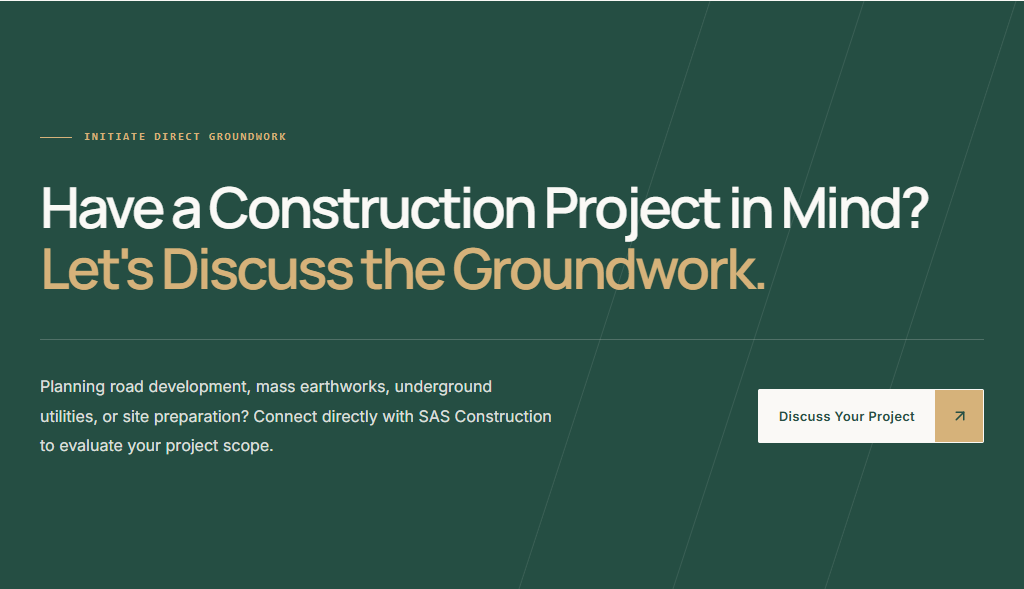 INITIATE DIRECT GROUNDWORK
Have a Construction Project in Mind?
Let's Discuss the Groundwork.
Planning road development, mass earthworks, underground
utilities, or site preparation? Connect directly with SAS Construction
to evaluate your project scope.
Discuss Your Project